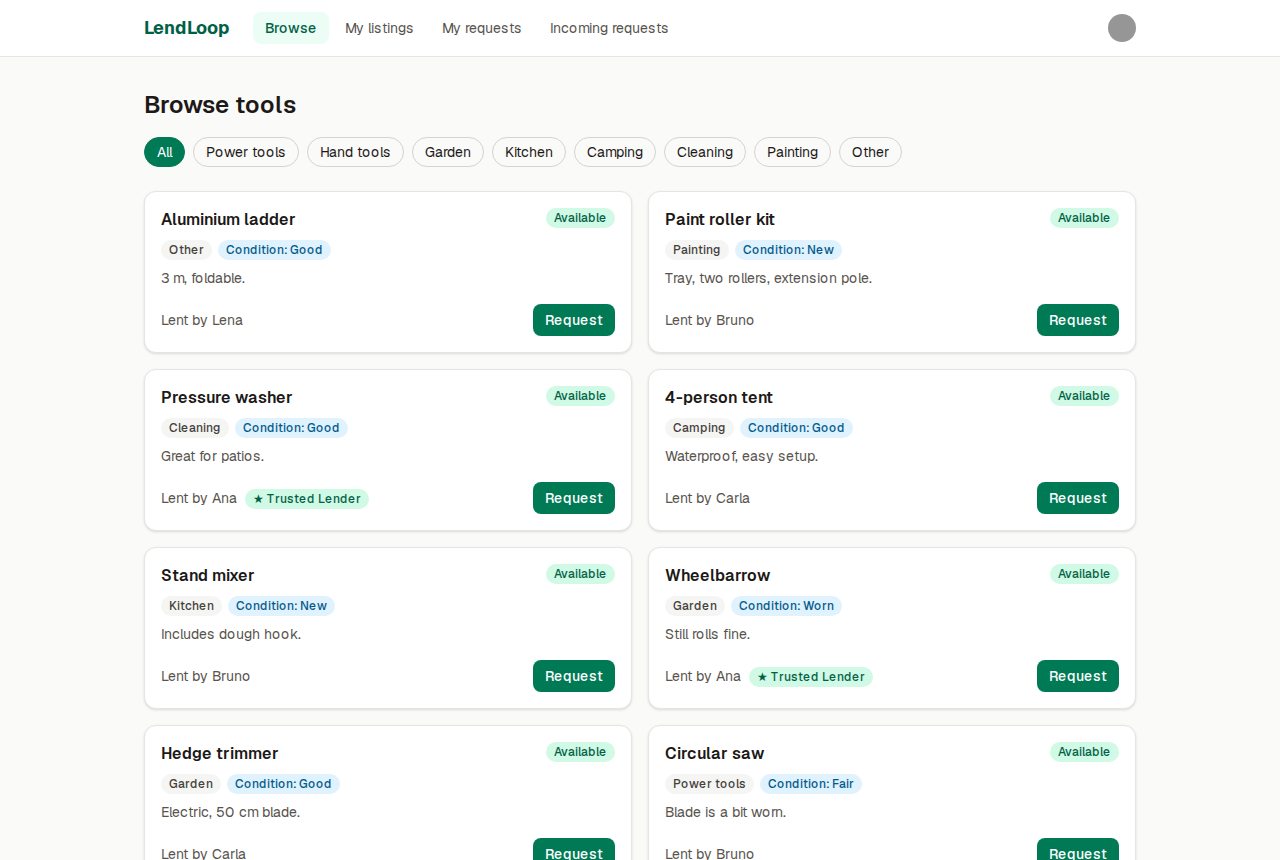 LendLoop Browse My listings My requests Incoming requests
Browse tools
All Power tools Hand tools Garden Kitchen Camping Cleaning Painting Other
Aluminium ladder Available
Other Condition: Good
3 m, foldable.
Lent by Lena Request
Paint roller kit Available
Painting Condition: New
Tray, two rollers, extension pole.
Lent by Bruno Request
Pressure washer Available
Cleaning Condition: Good
Great for patios.
Lent by Ana ★ Trusted Lender Request
4-person tent Available
Camping Condition: Good
Waterproof, easy setup.
Lent by Carla Request
Stand mixer Available
Kitchen Condition: New
Includes dough hook.
Lent by Bruno Request
Wheelbarrow Available
Garden Condition: Worn
Still rolls fine.
Lent by Ana ★ Trusted Lender Request
Hedge trimmer Available
Garden Condition: Good
Electric, 50 cm blade.
Lent by Carla Request
Circular saw Available
Power tools Condition: Fair
Blade is a bit worn.
Lent by Bruno Request